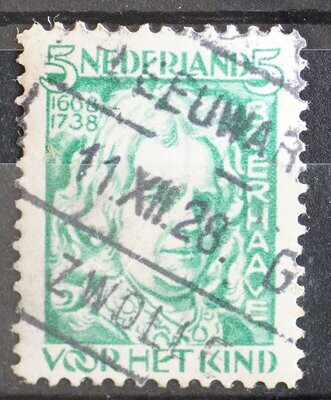 5 NEDERLAND 5
1668
1738
BOERHAAVE
VOOR HET KIND
LEEUWAR
11.XII.28.
G
ZWOLLE